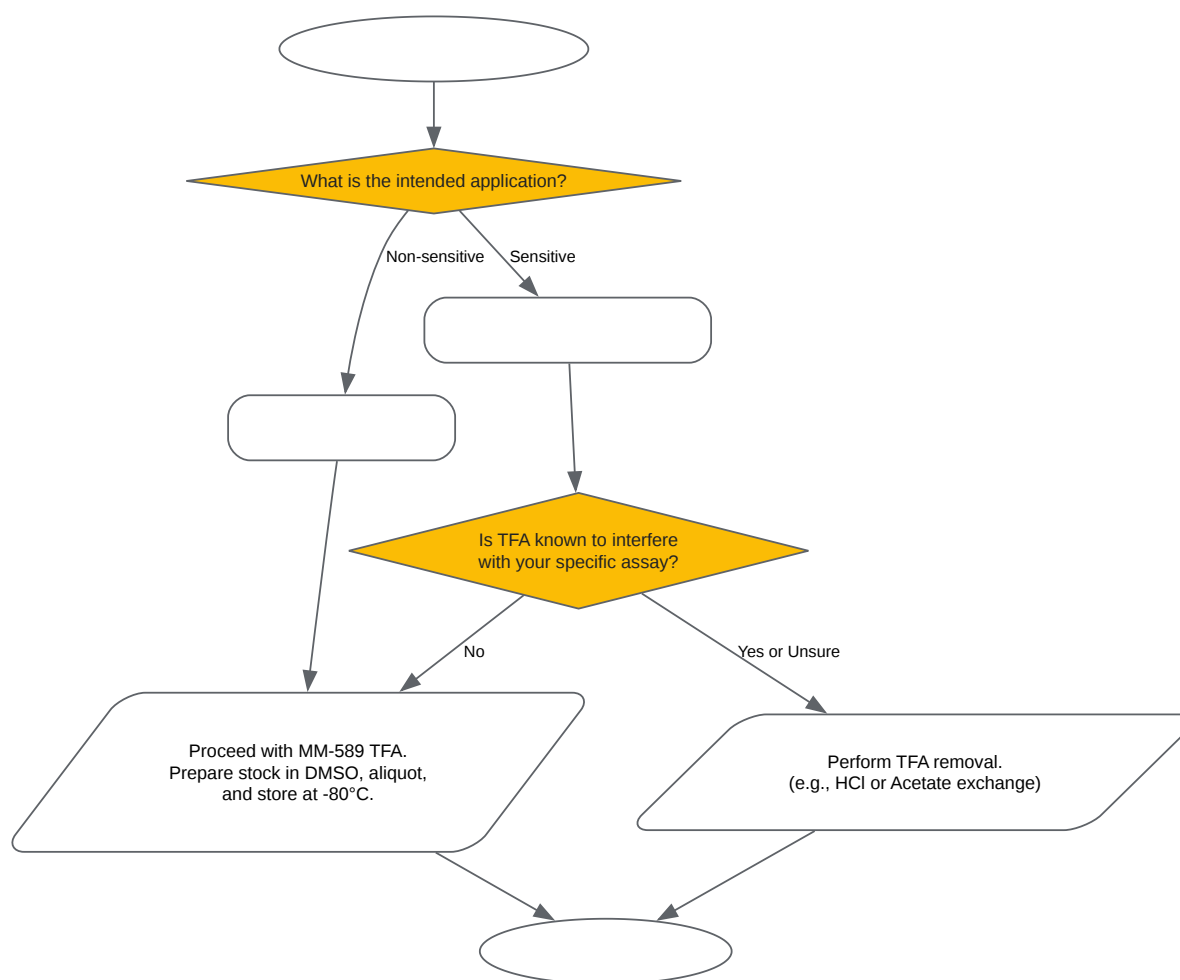 What is the intended application?
Non-sensitive
Sensitive
Is TFA known to interfere
with your specific assay?
No
Yes or Unsure
Proceed with MM-589 TFA.
Prepare stock in DMSO, aliquot,
and store at -80°C.
Perform TFA removal.
(e.g., HCl or Acetate exchange)